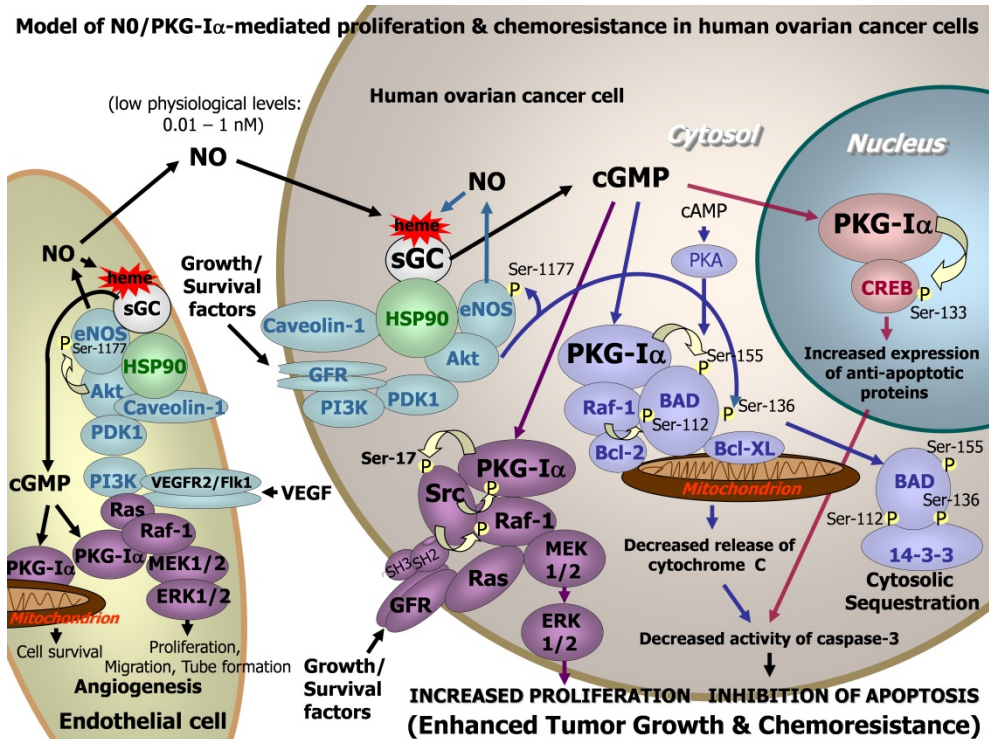 Model of N0/PKG-Iα-mediated proliferation & chemoresistance in human ovarian cancer cells
(low physiological levels:
0.01 – 1 nM)
NO
NO
heme
sGC
eNOS
P
Ser-1177
HSP90
Akt
Caveolin-1
PDK1
cGMP
PI3K
VEGFR2/Flk1
VEGF
Ras
Raf-1
PKG-Iα
PKG-Iα
MEK1/2
ERK1/2
Mitochondrion
Cell survival
Proliferation,
Migration, Tube formation
Angiogenesis
Endothelial cell
Human ovarian cancer cell
Cytosol
Nucleus
NO
heme
sGC
cGMP
Growth/
Survival
factors
Caveolin-1
HSP90
eNOS
P
Ser-1177
Akt
GFR
PI3K
PDK1
cAMP
PKA
PKG-Iα
P
Ser-155
Raf-1
BAD
P
Ser-112
P
Ser-136
Bcl-2
Bcl-XL
Mitochondrion
PKG-Iα
CREB
P
Ser-133
Increased expression
of anti-apoptotic
proteins
Ser-155
P
BAD
Ser-136
Ser-112
P
P
14-3-3
Cytosolic
Sequestration
Ser-17
P
PKG-Iα
Src
P
Raf-1
P
SH3
SH2
GFR
Ras
MEK
1/2
ERK
1/2
Growth/
Survival
factors
Decreased release of
cytochrome C
Decreased activity of caspase-3
INCREASED PROLIFERATION
INHIBITION OF APOPTOSIS
(Enhanced Tumor Growth & Chemoresistance)